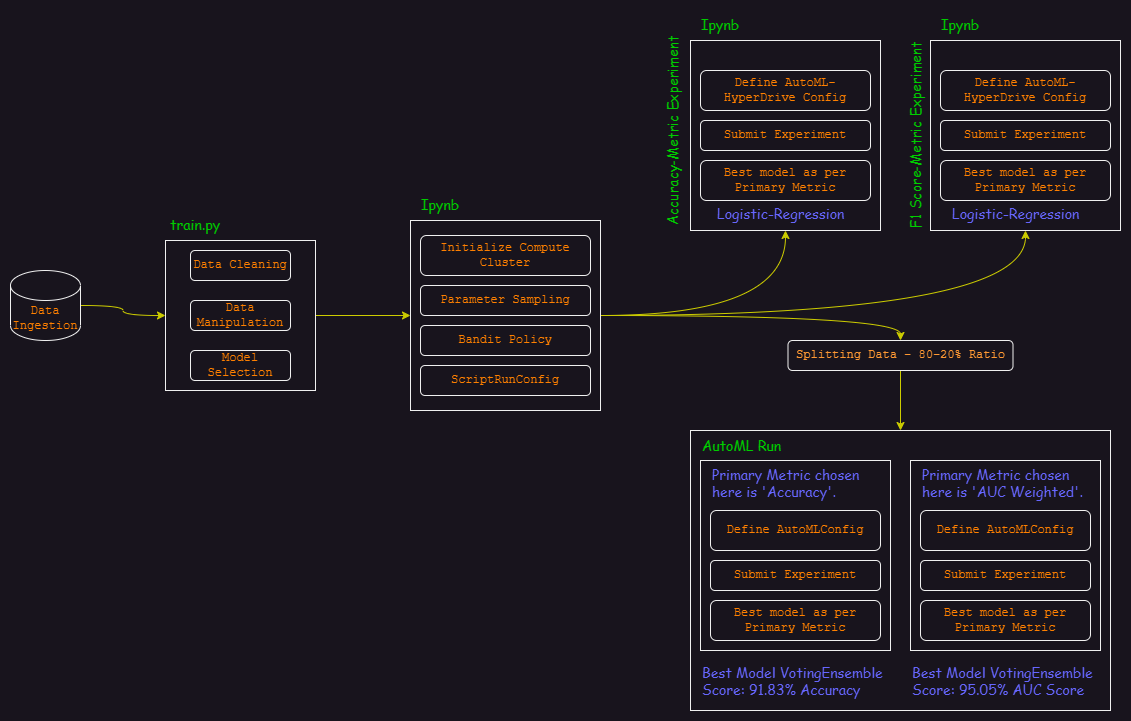 Data
Ingestion
train.py
Data Cleaning
Data
Manipulation
Model
Selection
Ipynb
Initialize Compute
Cluster
Parameter Sampling
Bandit Policy
ScriptRunConfig
Accuracy-Metric Experiment
Ipynb
Define AutoML-
HyperDrive Config
Submit Experiment
Best model as per
Primary Metric
Logistic-Regression
F1 Score-Metric Experiment
Ipynb
Define AutoML-
HyperDrive Config
Submit Experiment
Best model as per
Primary Metric
Logistic-Regression
Splitting Data - 80-20% Ratio
AutoML Run
Primary Metric chosen
here is 'Accuracy'.
Define AutoMLConfig
Submit Experiment
Best model as per
Primary Metric
Best Model VotingEnsemble
Score: 91.83% Accuracy
Primary Metric chosen
here is 'AUC Weighted'.
Define AutoMLConfig
Submit Experiment
Best model as per
Primary Metric
Best Model VotingEnsemble
Score: 95.05% AUC Score